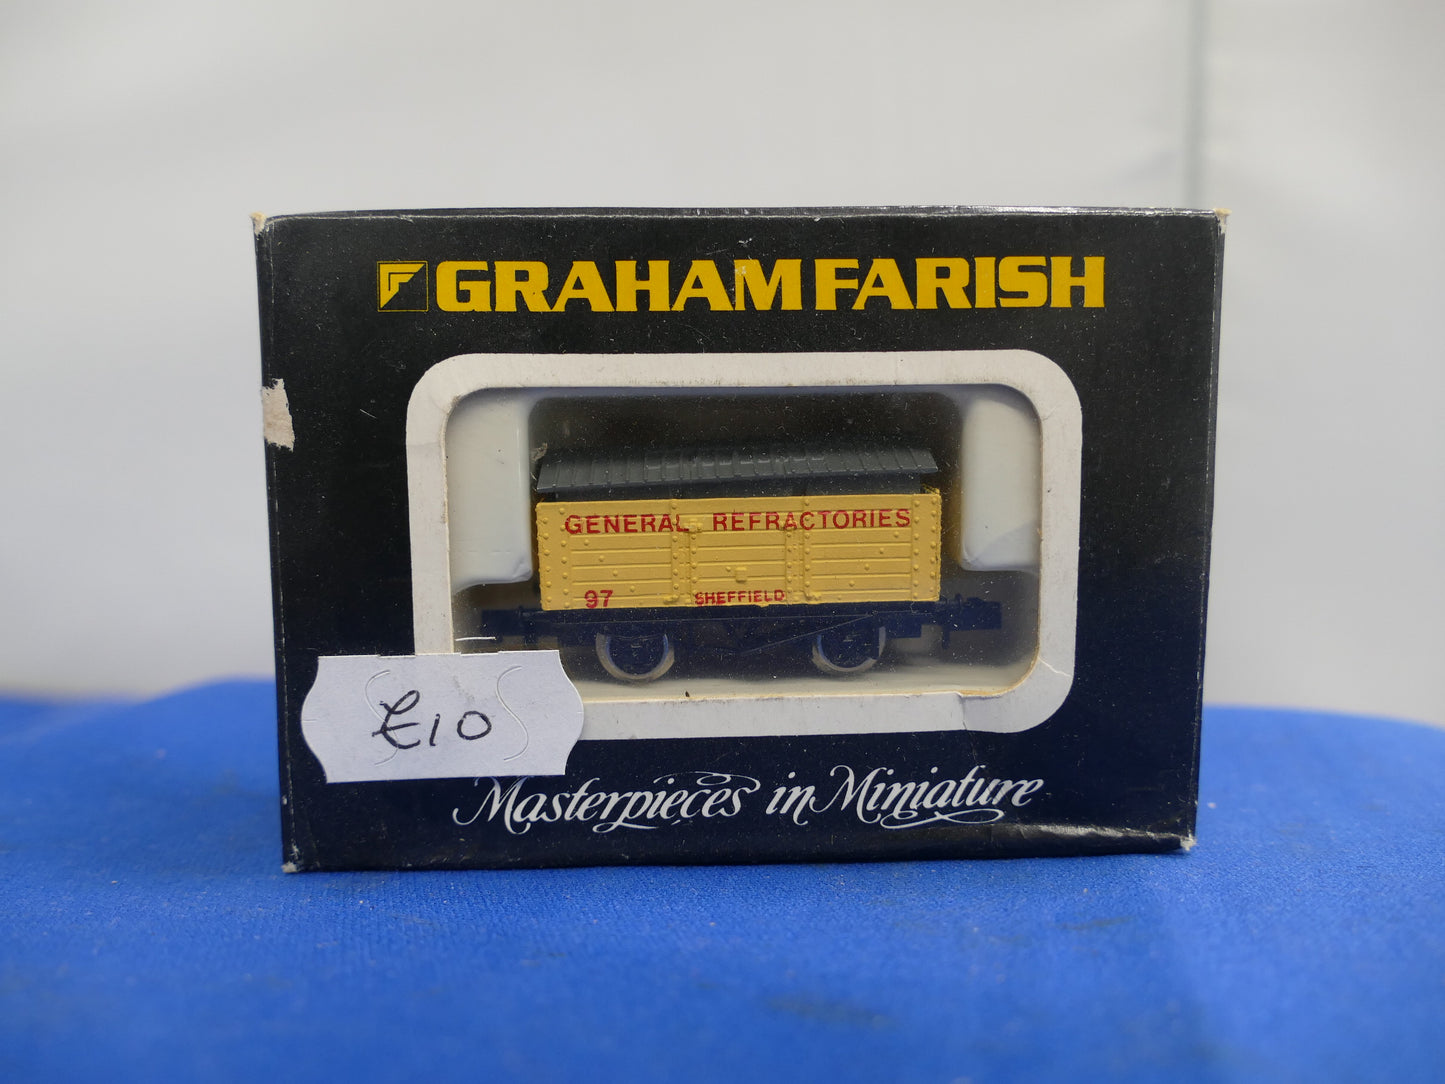 GRAHAM FARISH
GENERAL REFRACTORIES
97 SHEFFIELD
£10
Masterpieces in Miniature